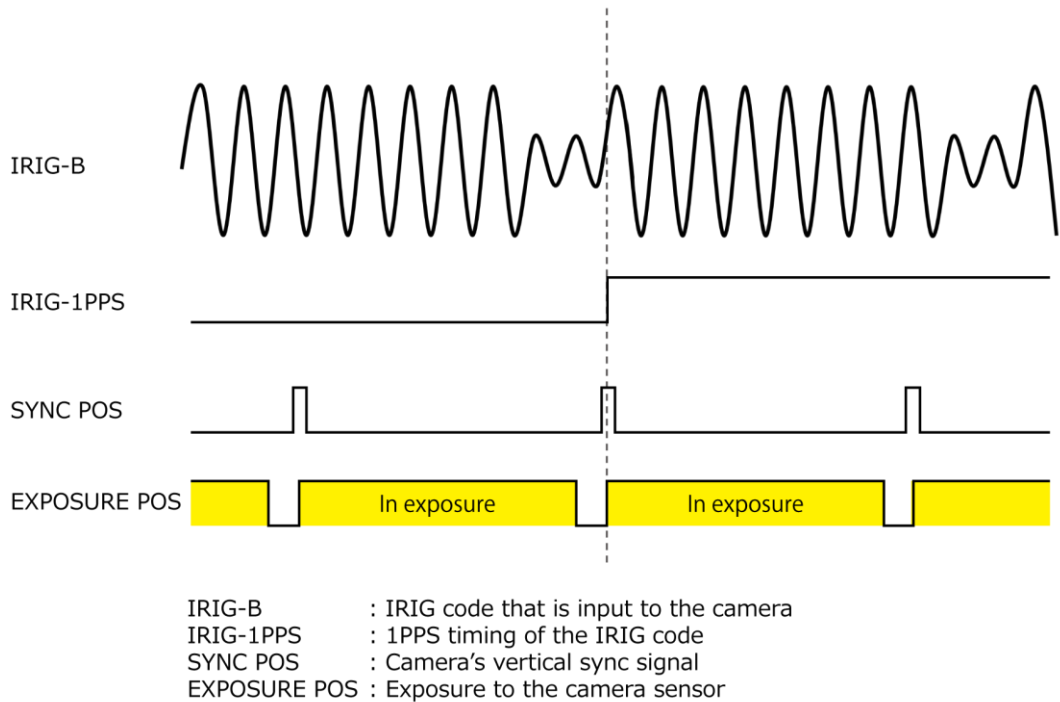 IRIG-B
IRIG-1PPS
SYNC POS
EXPOSURE POS
In exposure
In exposure
IRIG-B : IRIG code that is input to the camera
IRIG-1PPS : 1PPS timing of the IRIG code
SYNC POS : Camera’s vertical sync signal
EXPOSURE POS : Exposure to the camera sensor